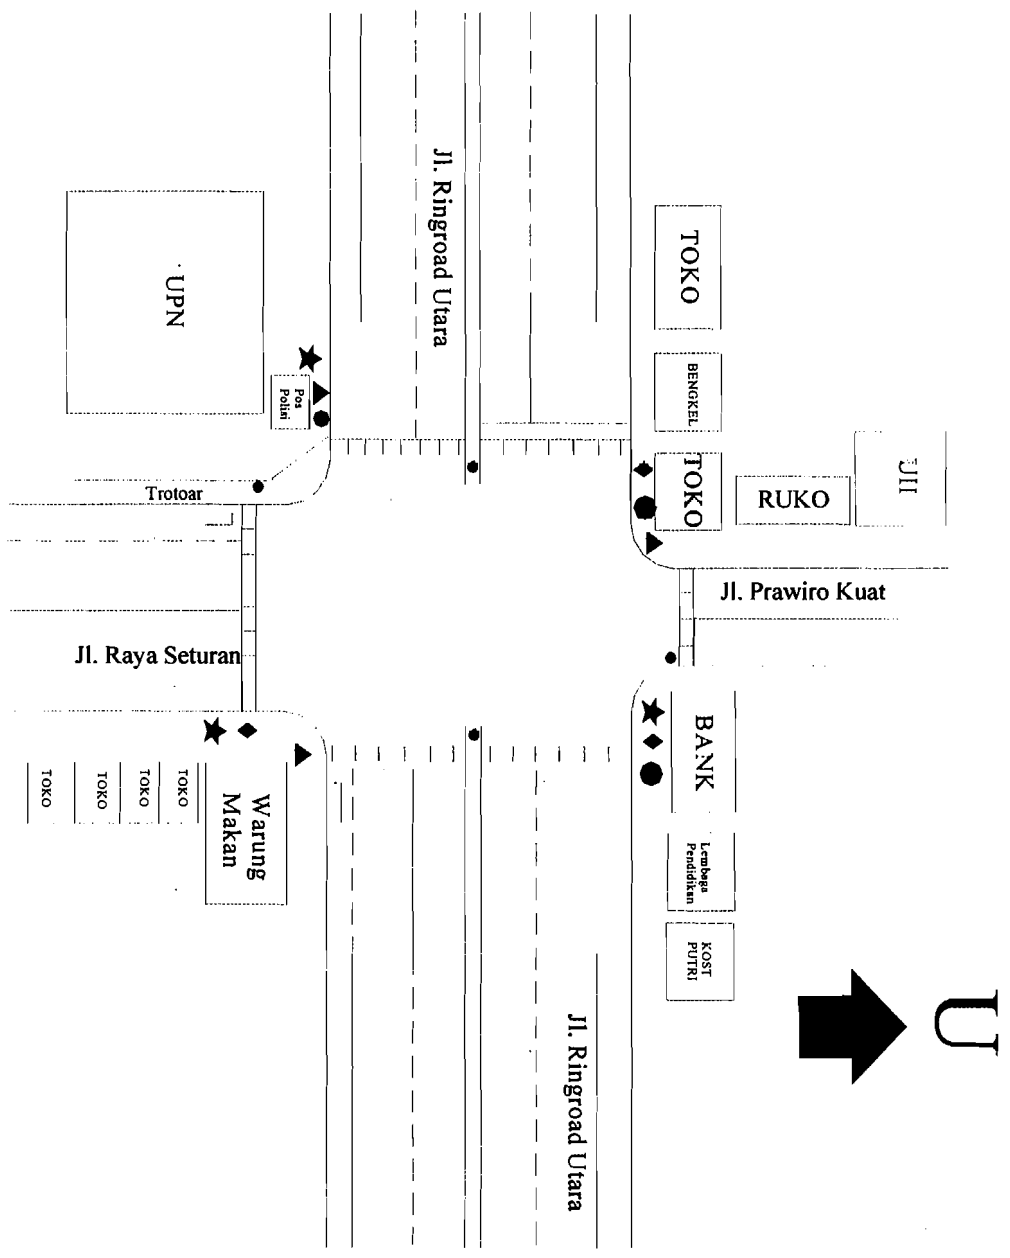 Jl. Ringroad Utara
UPN
TOKO
BENGKEL
Pos
Polisi
TOKO
RUKO
UII
Trotoar
Jl. Prawiro Kuat
Jl. Raya Seturan
BANK
TOKO
TOKO
TOKO
TOKO
Warung
Makan
Lembaga
Pendidikan
KOST
PUTRI
U
Jl. Ringroad Utara